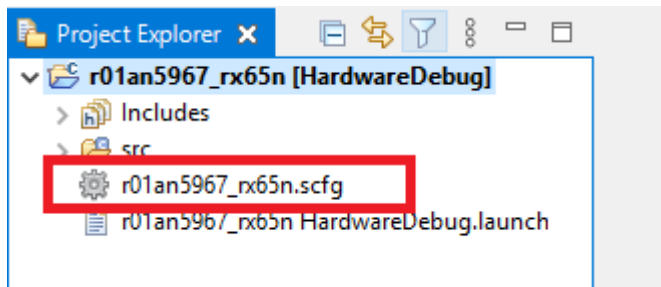 Project Explorer
r01an5967_rx65n [HardwareDebug]
Includes
src
r01an5967_rx65n.scfg
r01an5967_rx65n HardwareDebug.launch